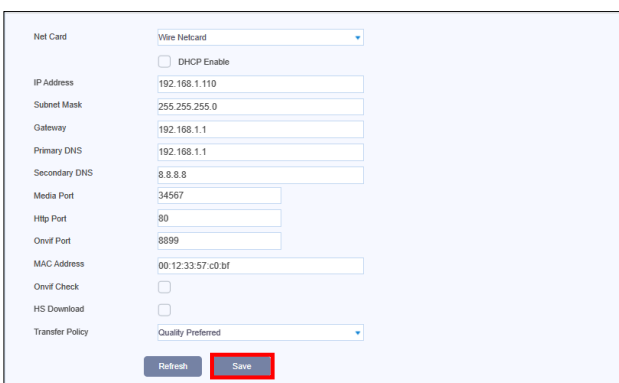 Net Card Wire Netcard
DHCP Enable
IP Address 192.168.1.110
Subnet Mask 255.255.255.0
Gateway 192.168.1.1
Primary DNS 192.168.1.1
Secondary DNS 8.8.8.8
Media Port 34567
Http Port 80
Onvif Port 8899
MAC Address 00:12:33:57:c0:bf
Onvif Check
HS Download
Transfer Policy Quality Preferred
Refresh Save